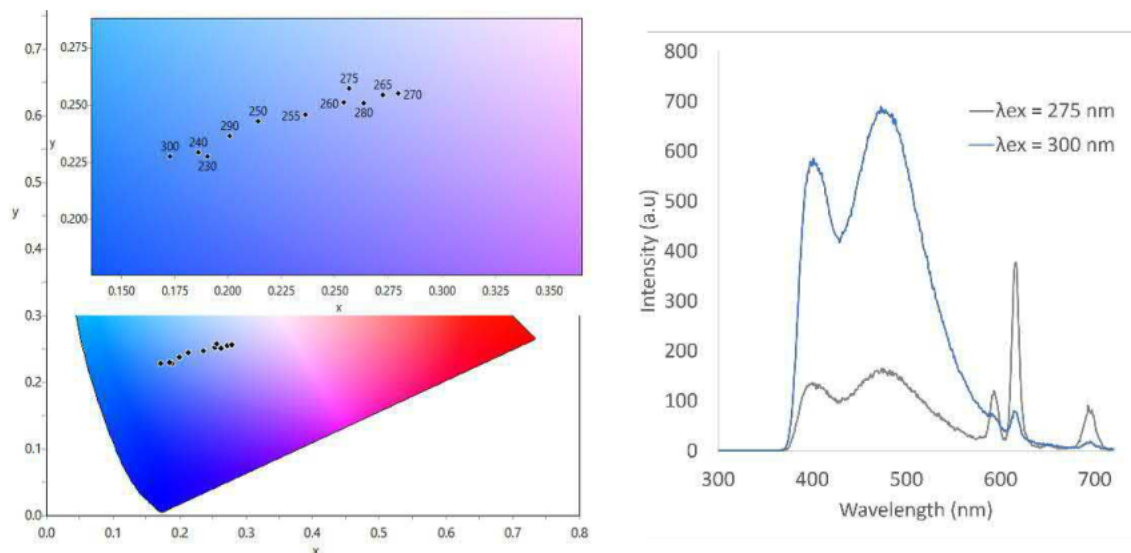 0.7
0.6
0.5
y
0.4
0.3
0.2
0.1
0.0
0.0 0.1 0.2 0.3 0.4 0.5 0.6 0.7 0.8
x
0.275
0.250
0.225
0.200
y
0.150 0.175 0.200 0.225 0.250 0.275 0.300 0.325 0.350
x
275 265
260 270
250 280
255
290
300 240
230
800
700
600
500
400
300
200
100
0
Intensity (a.u)
λex = 275 nm
λex = 300 nm
300 400 500 600 700
Wavelength (nm)